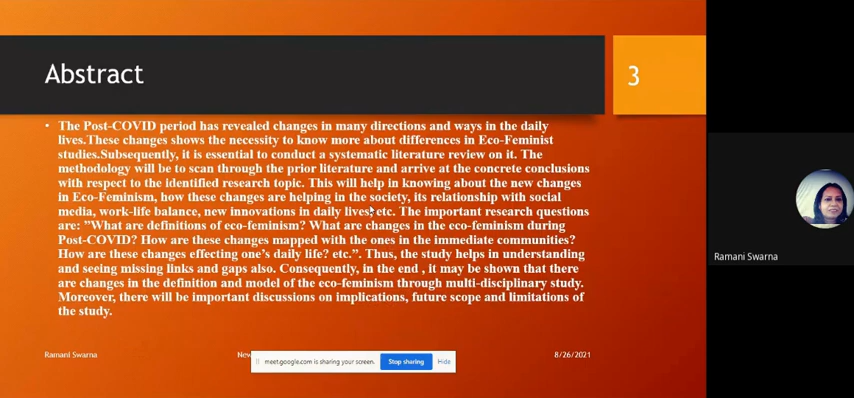 Abstract
3
• The Post-COVID period has revealed changes in many directions and ways in the daily
lives.These changes shows the necessity to know more about differences in Eco-Feminist
studies.Subsequently, it is essential to conduct a systematic literature review on it. The
methodology will be to scan through the prior literature and arrive at the concrete conclusions
with respect to the identified research topic. This will help in knowing about the new changes
in Eco-Feminism, how these changes are helping in the society, its relationship with social
media, work-life balance, new innovations in daily lives, etc. The important research questions
are: ”What are definitions of eco-feminism? What are changes in the eco-feminism during
Post-COVID? How are these changes mapped with the ones in the immediate communities?
How are these changes effecting one’s daily life? etc.”. Thus, the study helps in understanding
and seeing missing links and gaps also. Consequently, in the end , it may be shown that there
are changes in the definition and model of the eco-feminism through multi-disciplinary study.
Moreover, there will be important discussions on implications, future scope and limitations of
the study.
Ramani Swarna
Ramani Swarna
8/26/2021
meet.google.com is sharing your screen.
Stop sharing
Hide